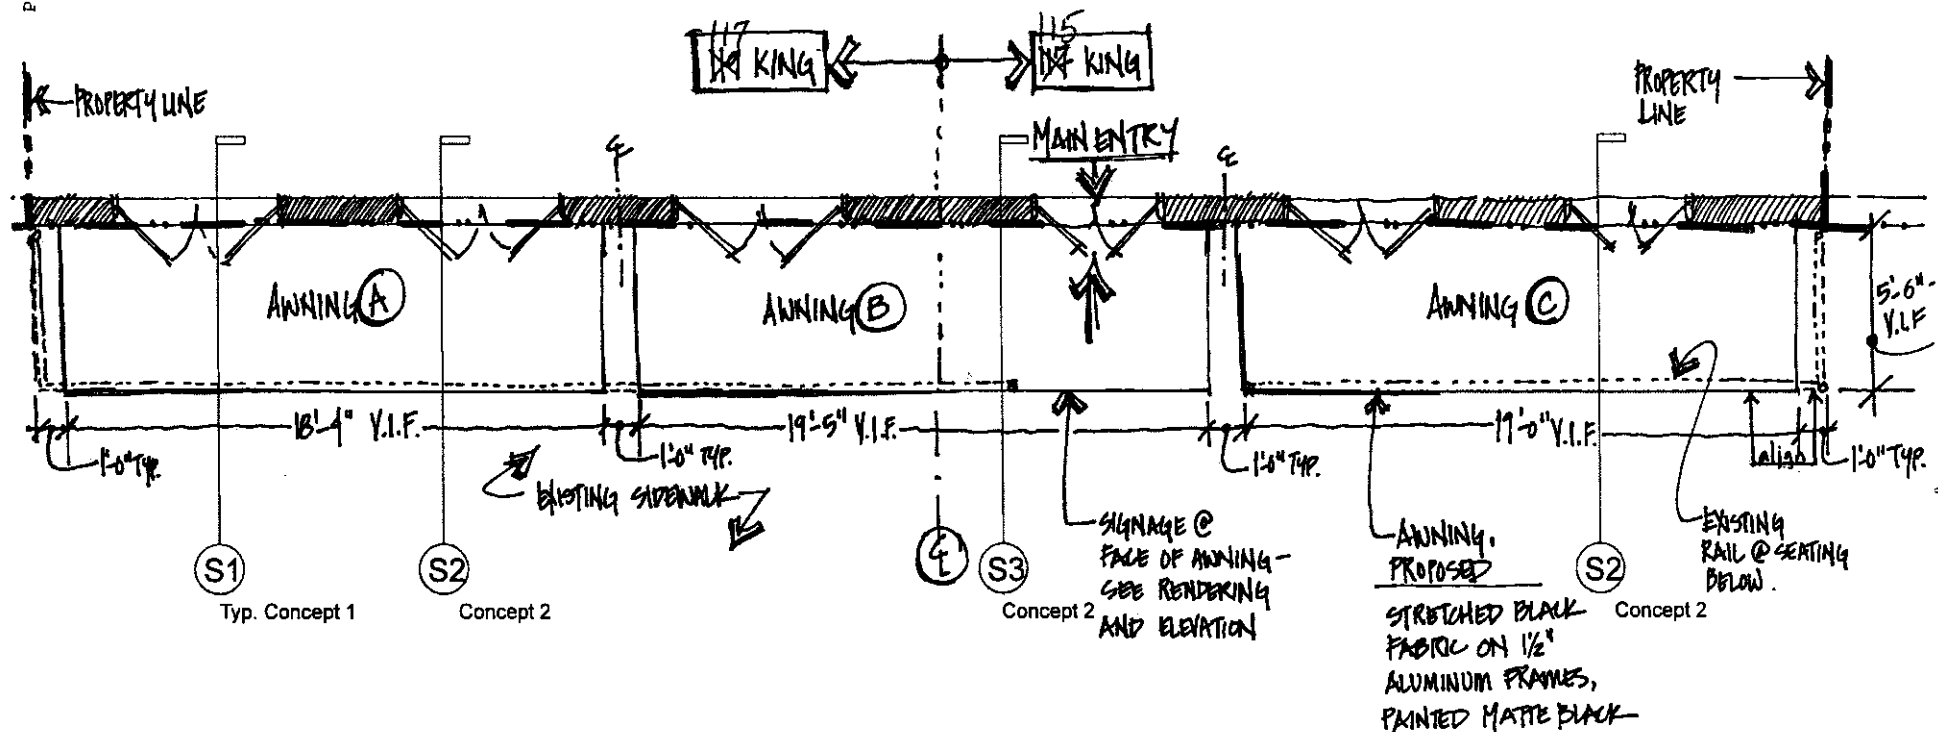 P
117
KING
115
117 KING
PROPERTY LINE
PROPERTY
LINE
MAIN ENTRY
℄
℄
AWNING A
AWNING B
AWNING C
5'-6"
V.I.F
18'-4" V.I.F.
19'-5" V.I.F.
19'-0" V.I.F.
1'-0" TYP.
1'-0" TYP.
1'-0" TYP.
align
1'-0" TYP.
EXISTING SIDEWALK
S1
Typ. Concept 1
S2
Concept 2
℄
S3
Concept 2
SIGNAGE @
FACE OF AWNING -
SEE RENDERING
AND ELEVATION
AWNING,
PROPOSED
STRETCHED BLACK
FABRIC ON 1½"
ALUMINUM FRAMES,
PAINTED MATTE BLACK
S2
Concept 2
EXISTING
RAIL @ SEATING
BELOW.